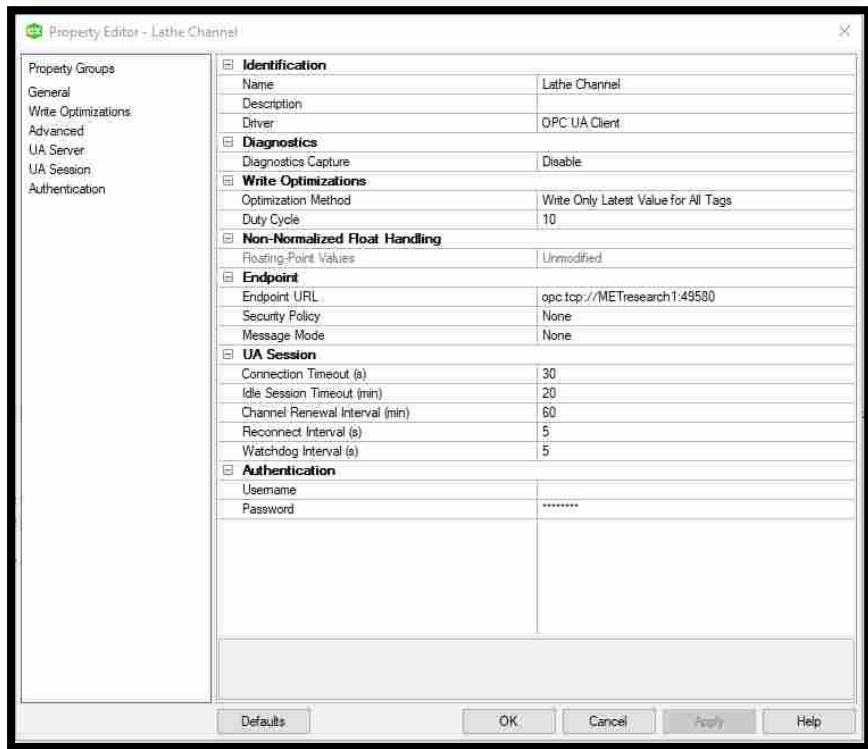 Property Editor - Lathe Channel
Property Groups
General
Write Optimizations
Advanced
UA Server
UA Session
Authentication
Identification
Name Lathe Channel
Description
Driver OPC UA Client
Diagnostics
Diagnostics Capture Disable
Write Optimizations
Optimization Method Write Only Latest Value for All Tags
Duty Cycle 10
Non-Normalized Float Handling
Floating-Point Values Unmodified
Endpoint
Endpoint URL opc.tcp://METresearch1:49580
Security Policy None
Message Mode None
UA Session
Connection Timeout (s) 30
Idle Session Timeout (min) 20
Channel Renewal Interval (min) 60
Reconnect Interval (s) 5
Watchdog Interval (s) 5
Authentication
Username
Password ********
Defaults OK Cancel Apply Help